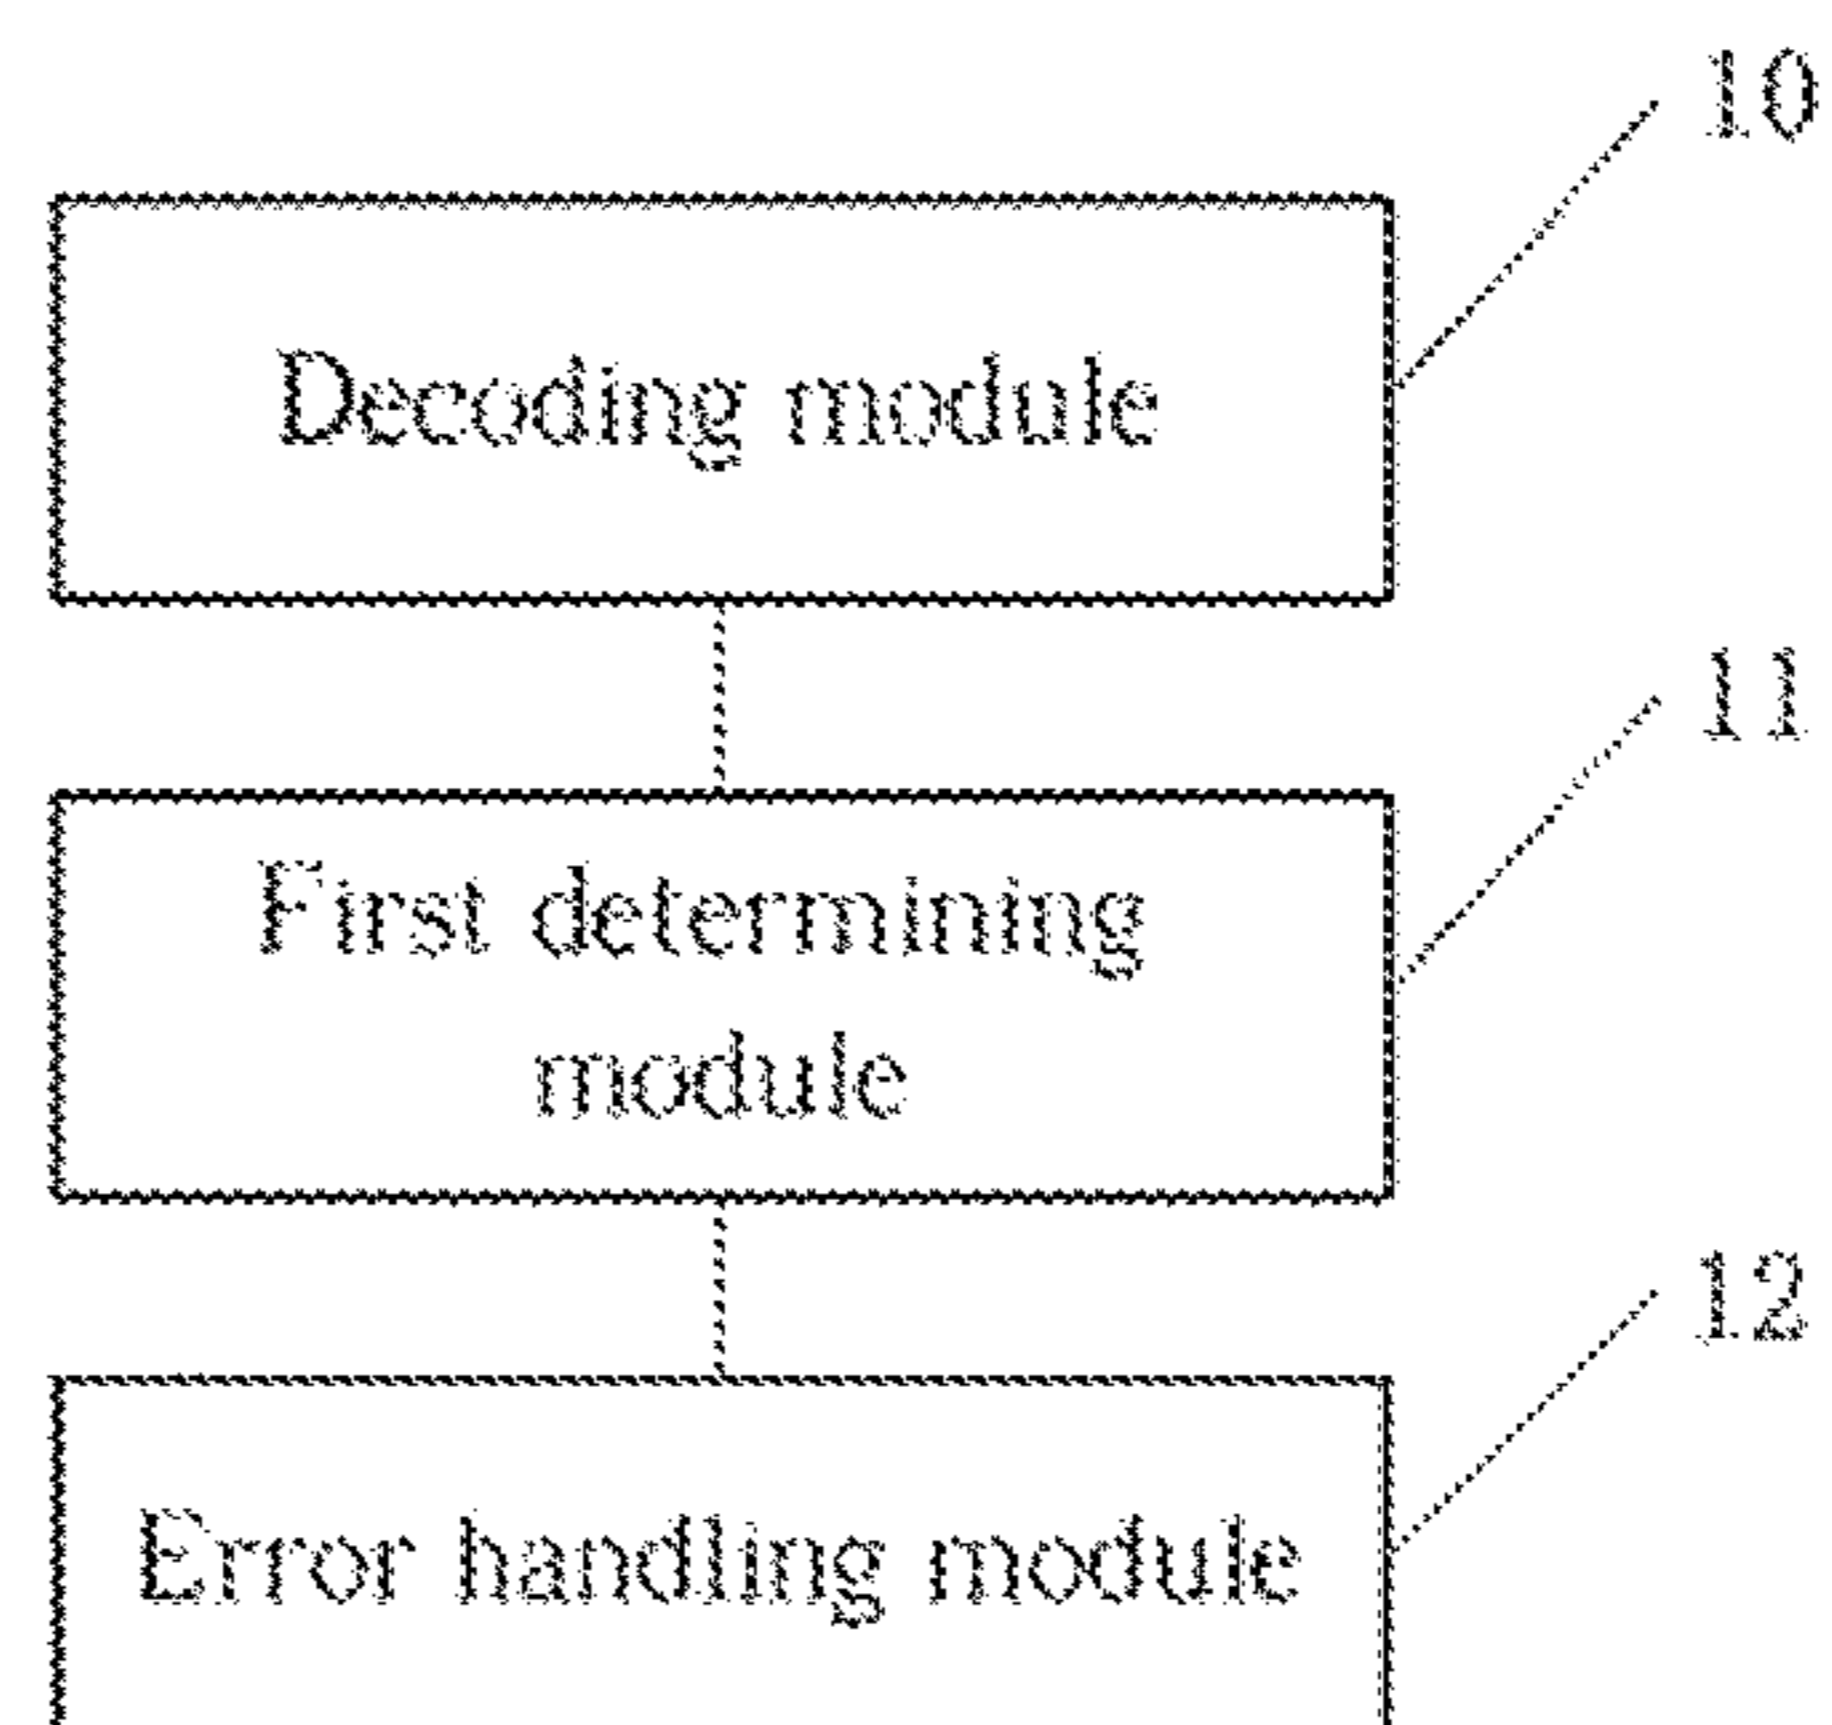 10
Decoding module
11
First determining
module
12
Error handling module